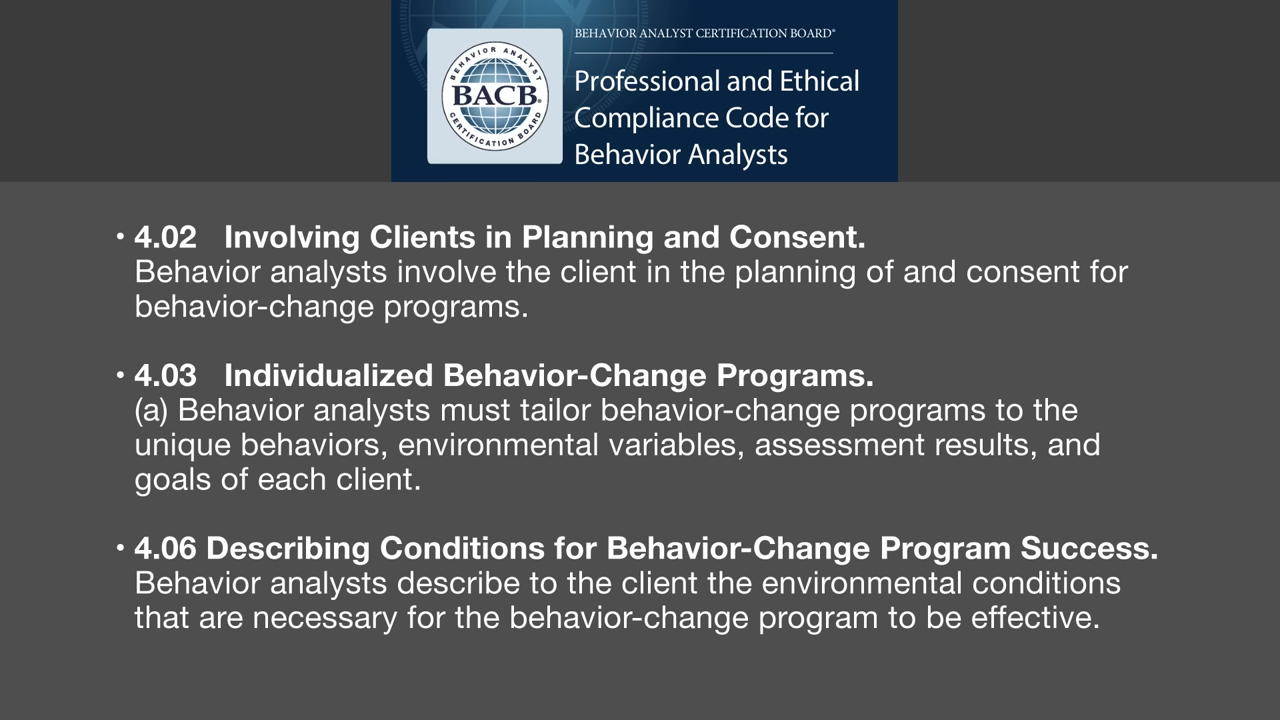 BEHAVIOR ANALYST CERTIFICATION BOARD®
BEHAVIOR ANALYST
BACB®
CERTIFICATION BOARD
Professional and Ethical
Compliance Code for
Behavior Analysts
• 4.02 Involving Clients in Planning and Consent.
Behavior analysts involve the client in the planning of and consent for
behavior-change programs.
• 4.03 Individualized Behavior-Change Programs.
(a) Behavior analysts must tailor behavior-change programs to the
unique behaviors, environmental variables, assessment results, and
goals of each client.
• 4.06 Describing Conditions for Behavior-Change Program Success.
Behavior analysts describe to the client the environmental conditions
that are necessary for the behavior-change program to be effective.